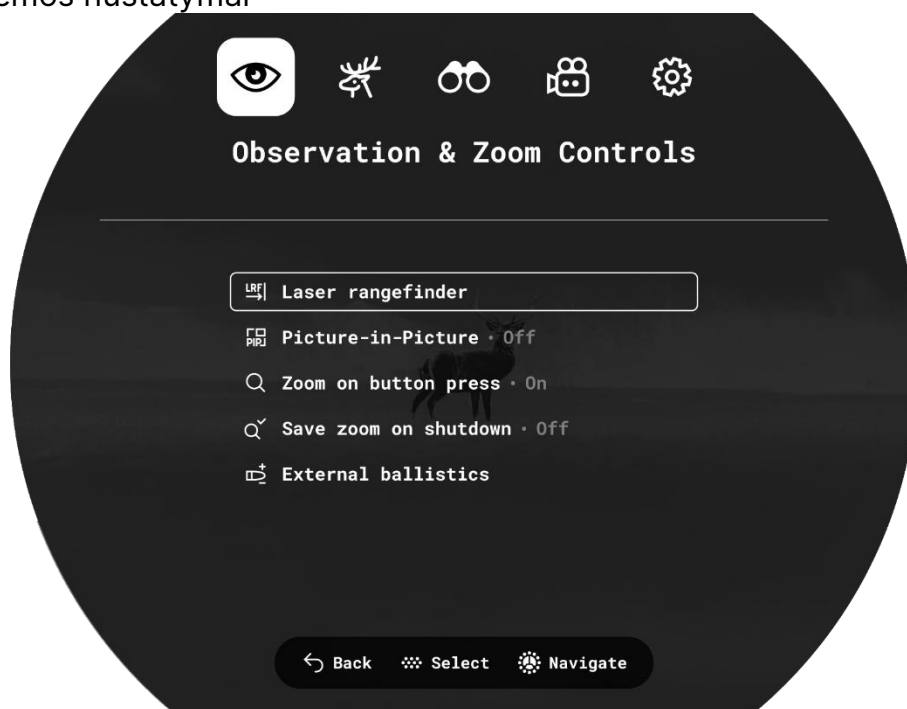 nustatymai
Observation & Zoom Controls
LRF
Laser rangefinder
PIP
Picture-in-Picture • Off
Zoom on button press • On
Save zoom on shutdown • Off
External ballistics
Back Select Navigate